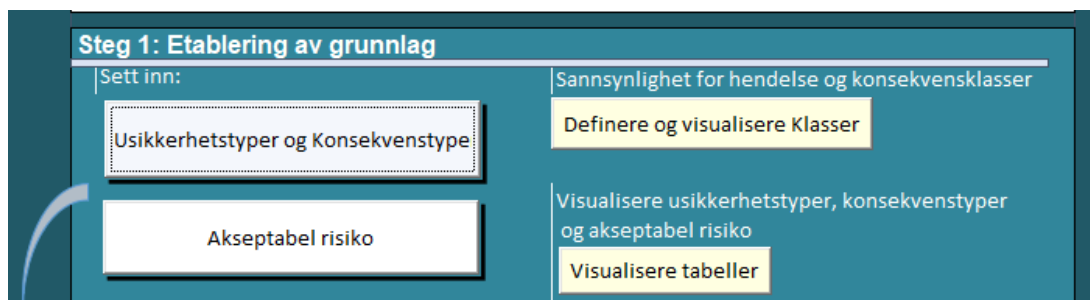 Steg 1: Etablering av grunnlag
Sett inn:
Usikkerhetstyper og Konsekvenstype
Akseptabel risiko
Sannsynlighet for hendelse og konsekvensklasser
Definere og visualisere Klasser
Visualisere usikkerhetstyper, konsekvenstyper
og akseptabel risiko
Visualisere tabeller